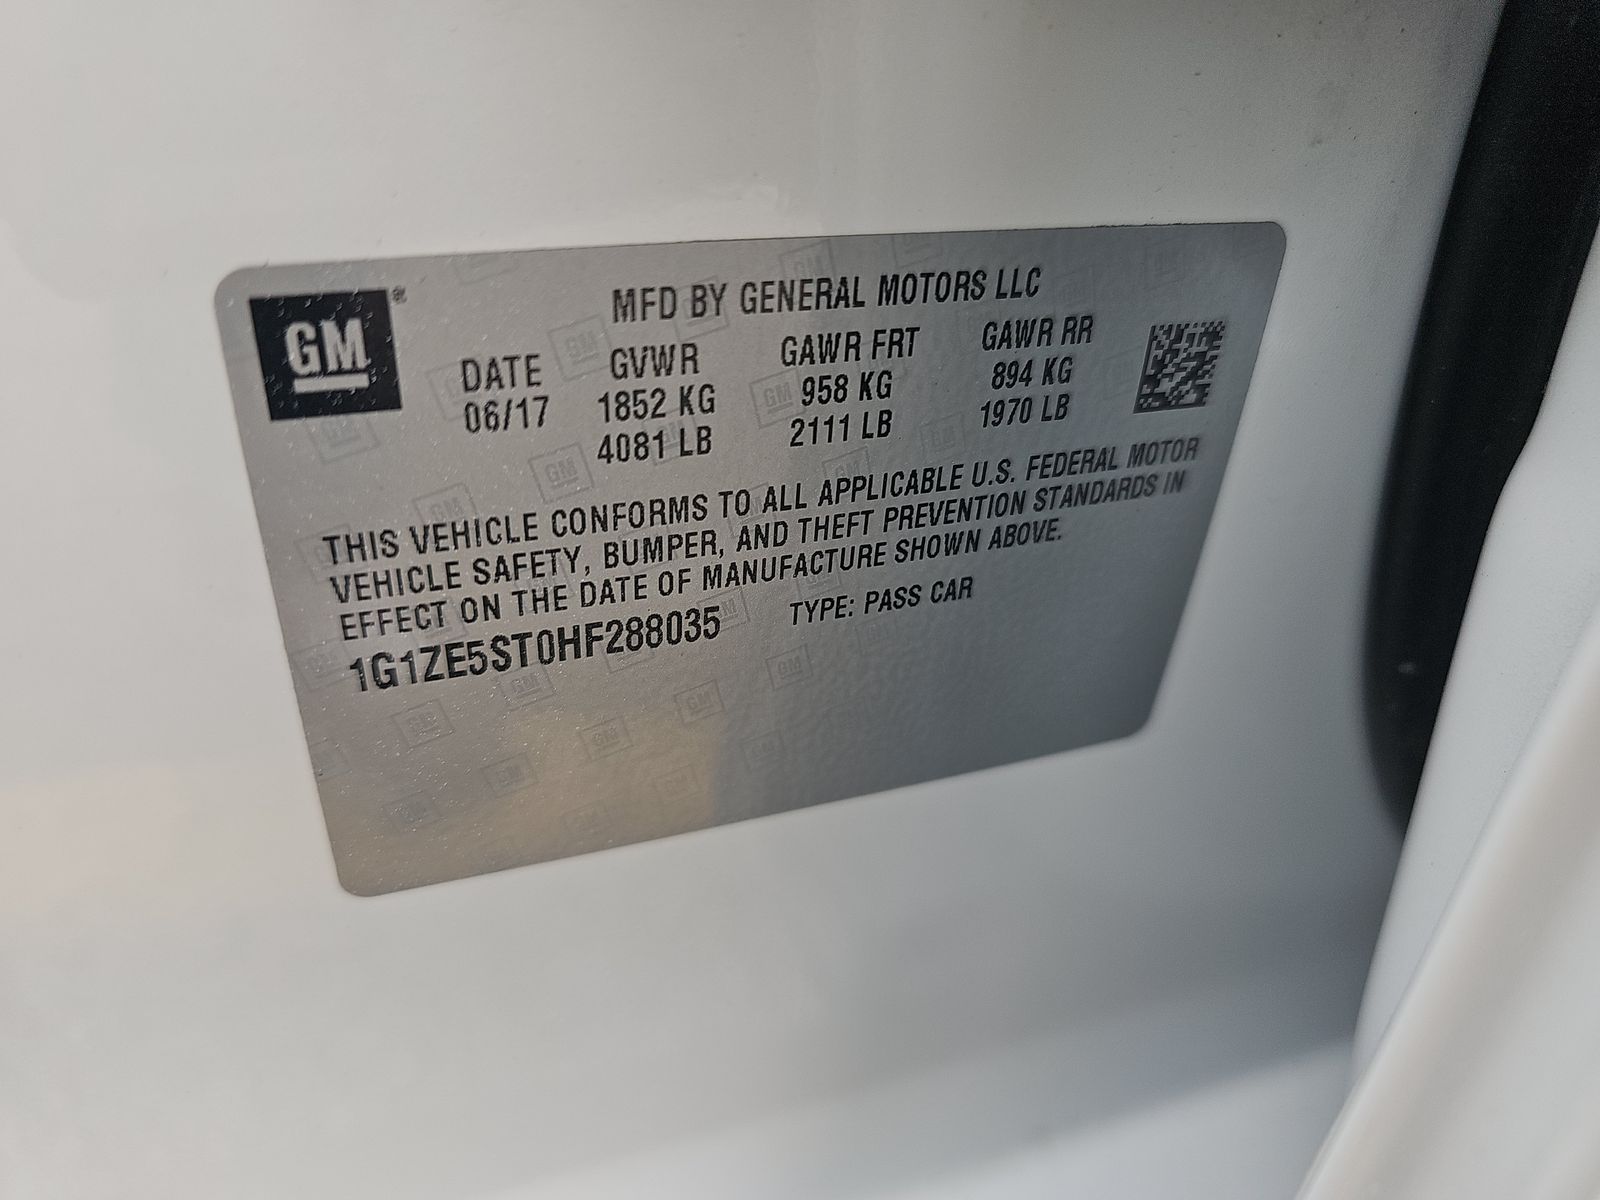 GM ®
MFD BY GENERAL MOTORS LLC
DATE GVWR GAWR FRT GAWR RR
06/17 1852 KG 958 KG 894 KG
4081 LB 2111 LB 1970 LB
THIS VEHICLE CONFORMS TO ALL APPLICABLE U.S. FEDERAL MOTOR
VEHICLE SAFETY, BUMPER, AND THEFT PREVENTION STANDARDS IN
EFFECT ON THE DATE OF MANUFACTURE SHOWN ABOVE.
1G1ZE5ST0HF288035 TYPE: PASS CAR